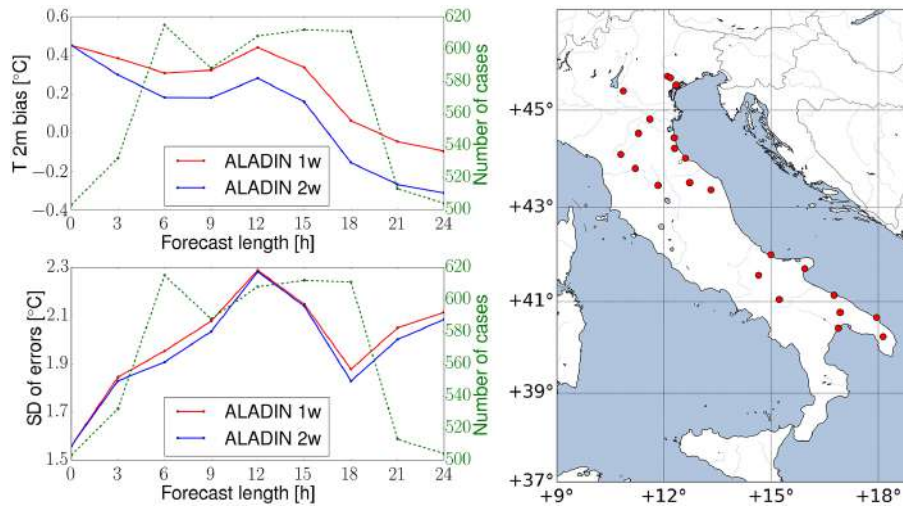 T 2m bias [°C]
0.6
0.4
0.2
0.0
−0.2
−0.4
ALADIN 1w
ALADIN 2w
620
600
580
560
540
520
500
Number of cases
0 3 6 9 12 15 18 21 24
Forecast length [h]
SD of errors [°C]
2.3
2.1
1.9
1.7
1.5
ALADIN 1w
ALADIN 2w
620
600
580
560
540
520
500
Number of cases
0 3 6 9 12 15 18 21 24
Forecast length [h]
+45°
+43°
+41°
+39°
+37°
+9° +12° +15° +18°